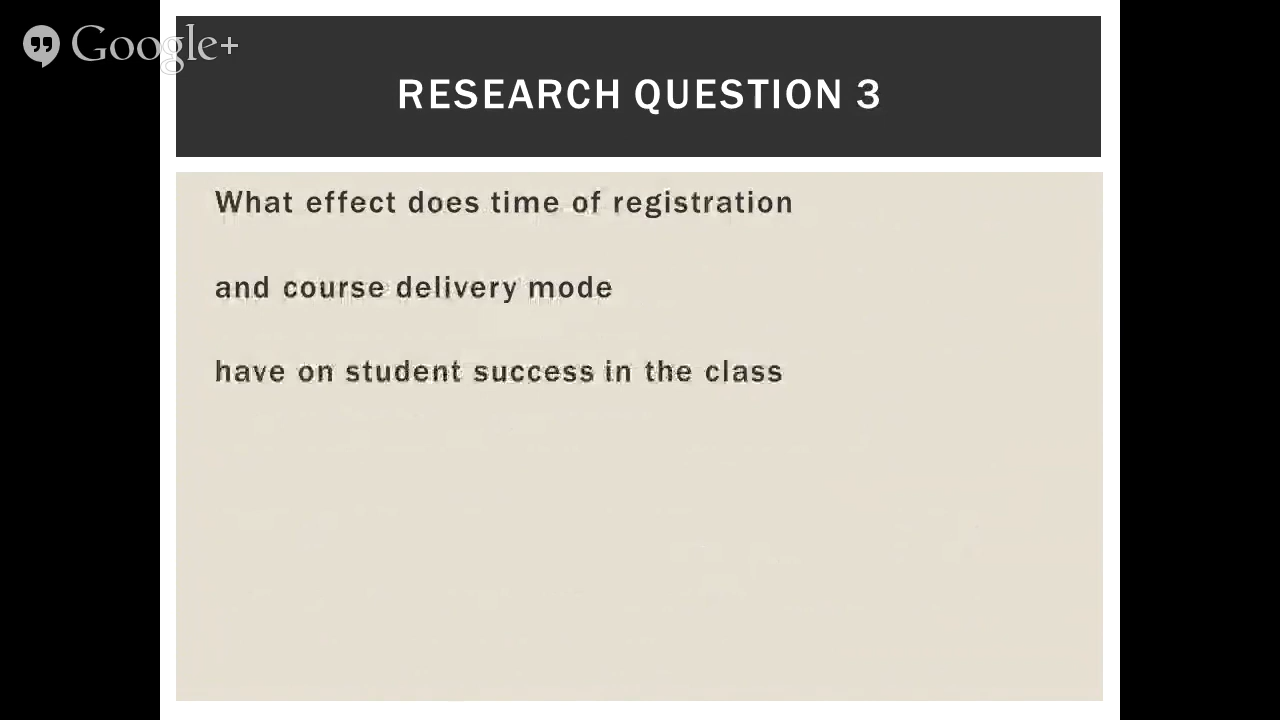 Google+
RESEARCH QUESTION 3
What effect does time of registration
and course delivery mode
have on student success in the class